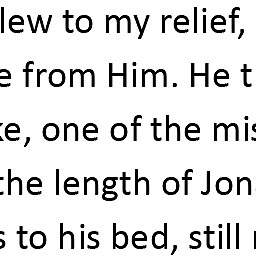 lew to my relief,
e from Him. He t
ke, one of the mis
the length of Jon
s to his bed, still